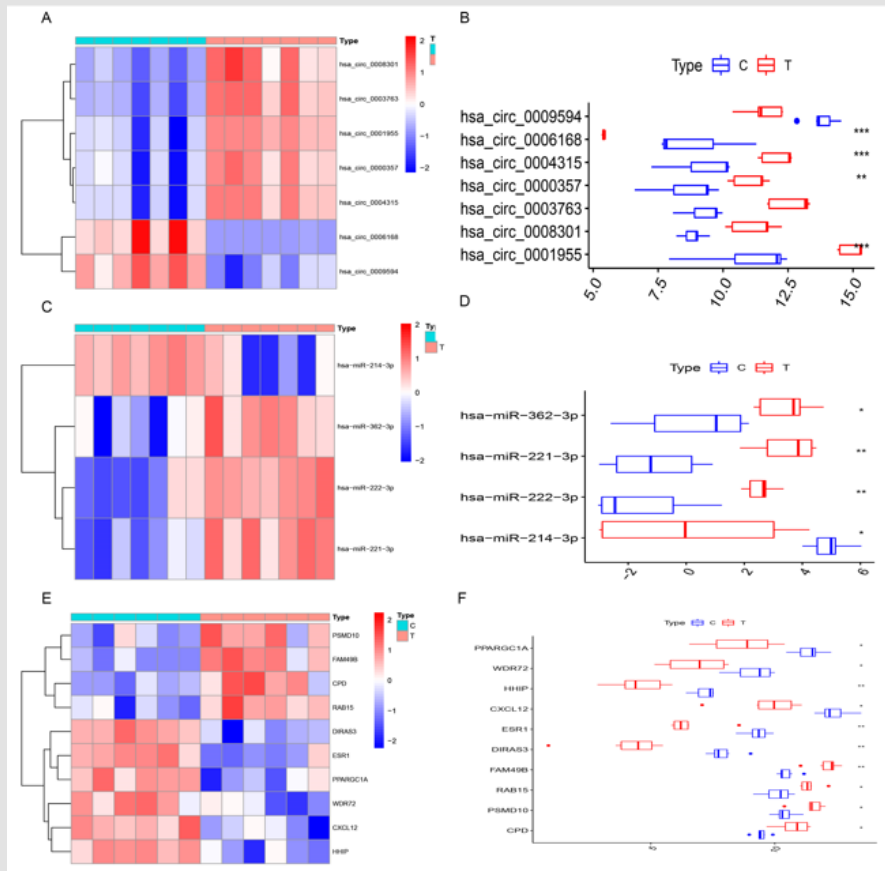 A
Type
T
2
1
0
−1
−2
hsa_circ_0008301
hsa_circ_0003763
hsa_circ_0001955
hsa_circ_0000357
hsa_circ_0004315
hsa_circ_0006168
hsa_circ_0009594
B
Type C T
hsa_circ_0009594
hsa_circ_0006168 ***
hsa_circ_0004315 ***
hsa_circ_0000357 **
hsa_circ_0003763
hsa_circ_0008301
hsa_circ_0001955 ***
5.0 7.5 10.0 12.5 15.0
C
Type
T
2
1
0
−1
−2
hsa−miR−214−3p
hsa−miR−362−3p
hsa−miR−222−3p
hsa−miR−221−3p
D
Type C T
hsa−miR−362−3p *
hsa−miR−221−3p **
hsa−miR−222−3p **
hsa−miR−214−3p *
−2 0 2 4 6
E
Type
Type
C
T
2
1
0
−1
−2
PSMD10
FAM49B
CPD
RAB15
DIRAS3
ESR1
PPARGC1A
WDR72
CXCL12
HHIP
F
Type C T
PPARGC1A
WDR72
HHIP
CXCL12
ESR1
DIRAS3
FAM49B
RAB15
PSMD10
CPD